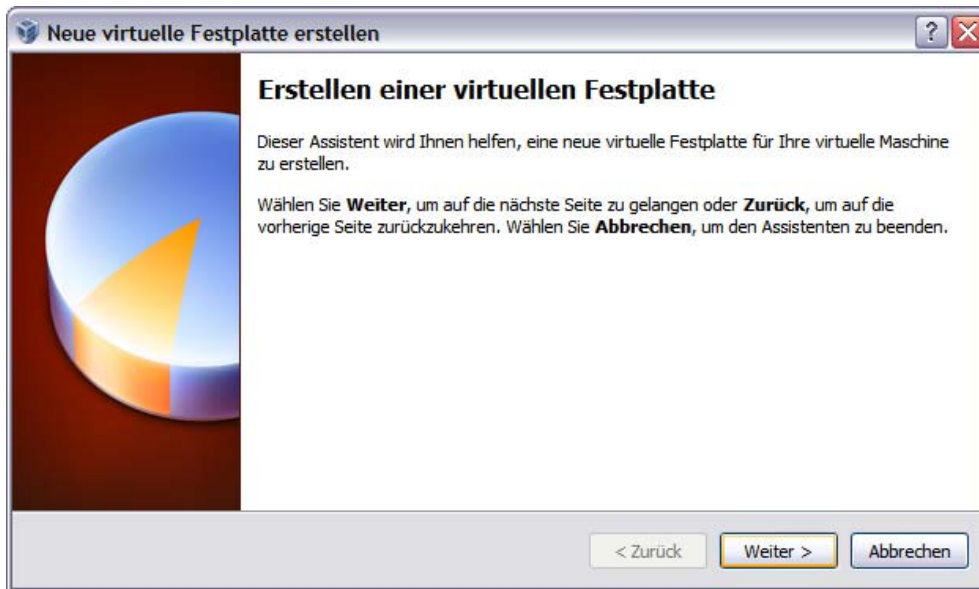 Neue virtuelle Festplatte erstellen
?
Erstellen einer virtuellen Festplatte
Dieser Assistent wird Ihnen helfen, eine neue virtuelle Festplatte für Ihre virtuelle Maschine
zu erstellen.
Wählen Sie Weiter, um auf die nächste Seite zu gelangen oder Zurück, um auf die
vorherige Seite zurückzukehren. Wählen Sie Abbrechen, um den Assistenten zu beenden.
< Zurück Weiter > Abbrechen